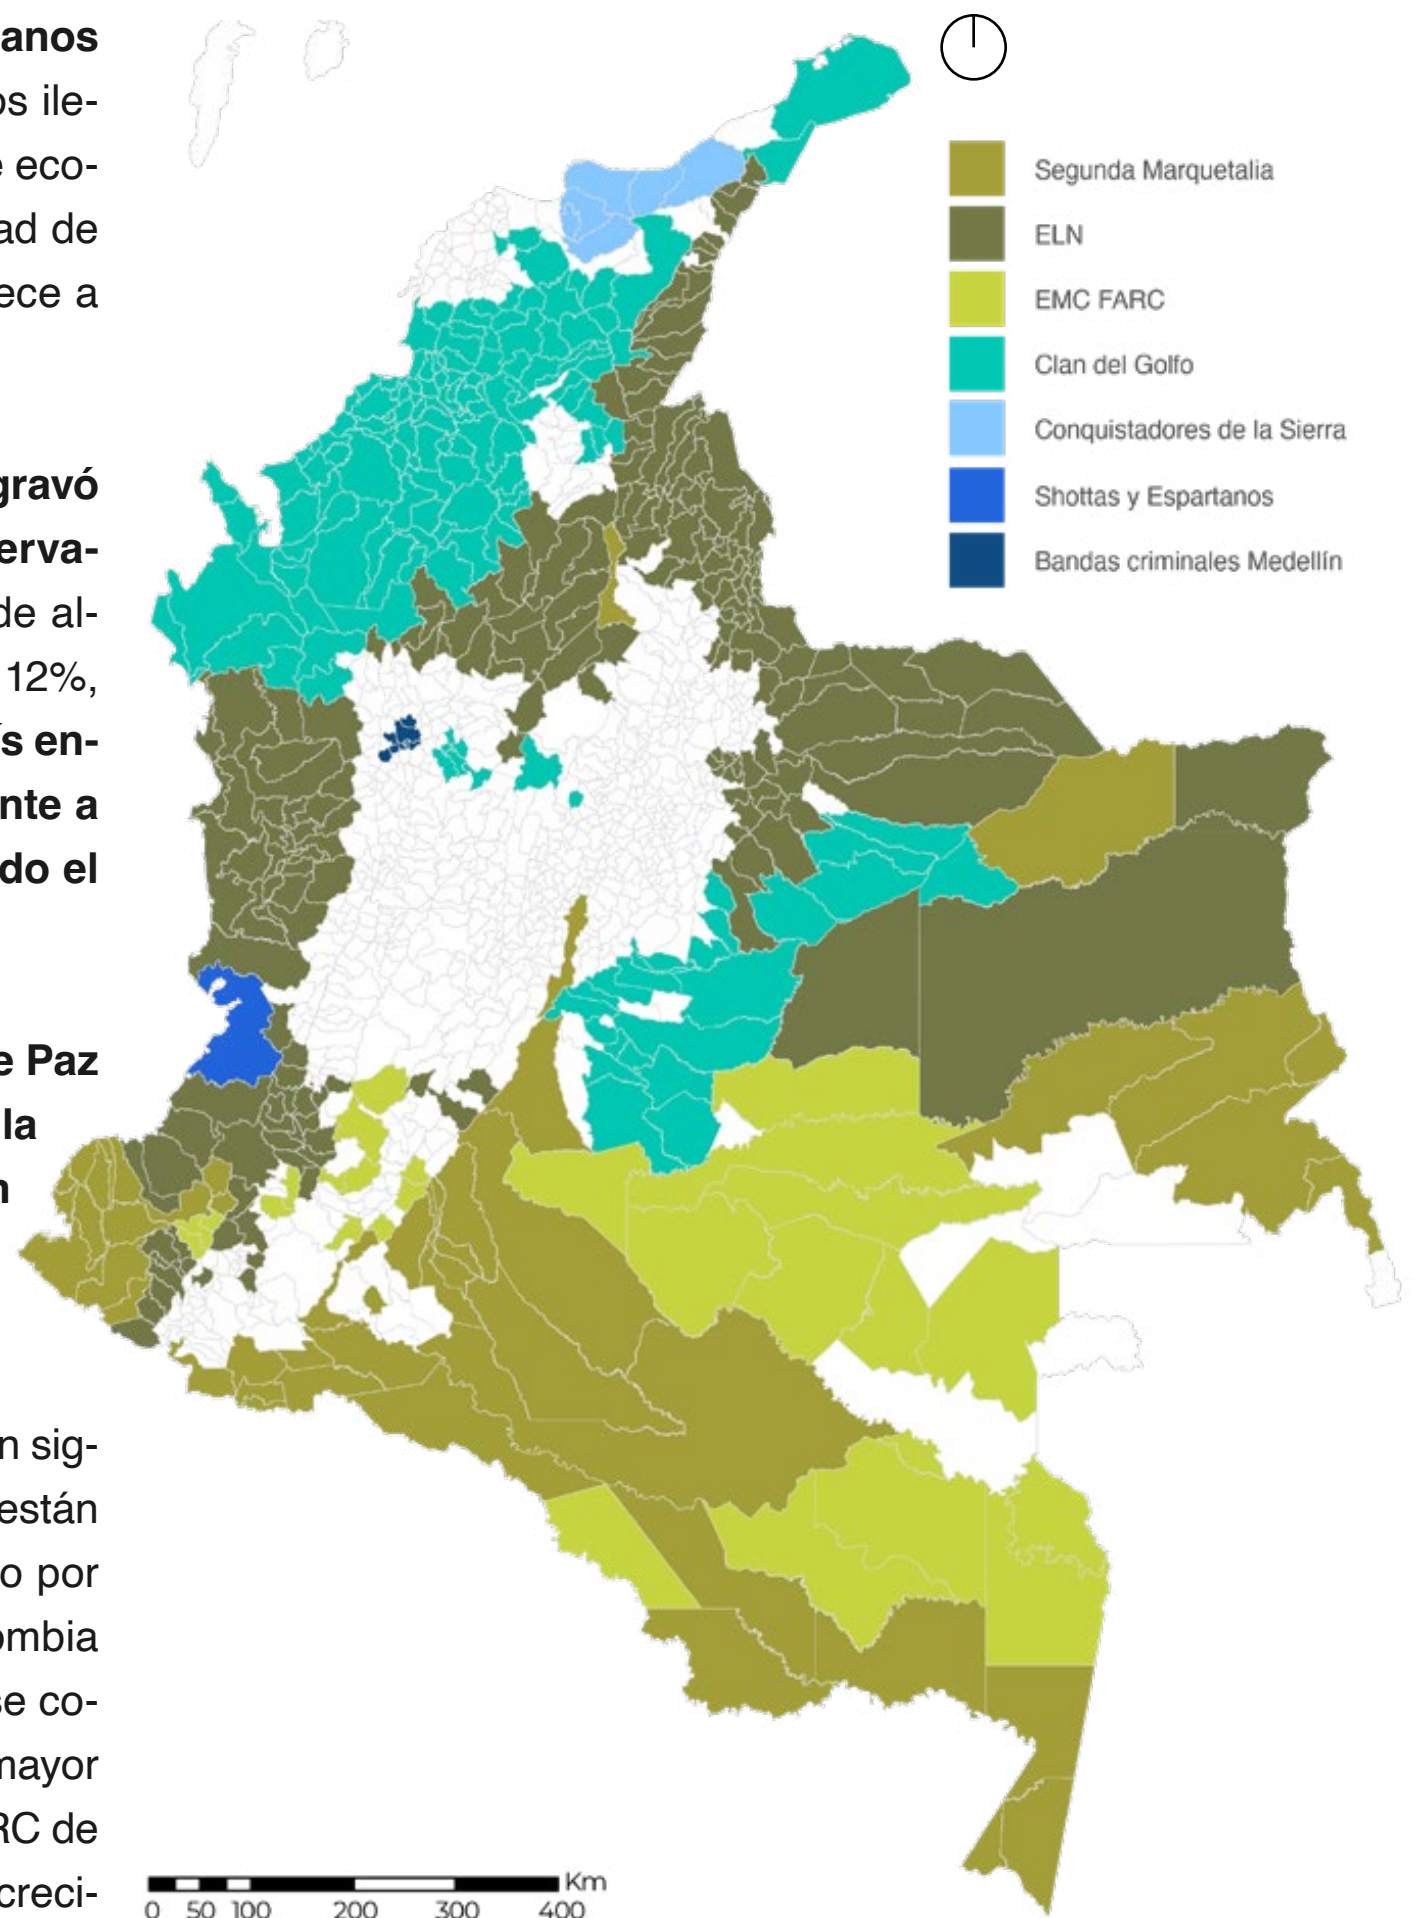 anos
os ile-
e eco-
ad de
ece a
gravó
erva-
de al-
12%,
ís en-
nte a
do el
e Paz
la
n
n sig-
están
o por
ombia
se co-
mayor
RC de
creci-
Segunda Marquetalia
ELN
EMC FARC
Clan del Golfo
Conquistadores de la Sierra
Shottas y Espartanos
Bandas criminales Medellín
Km
0 50 100 200 300 400